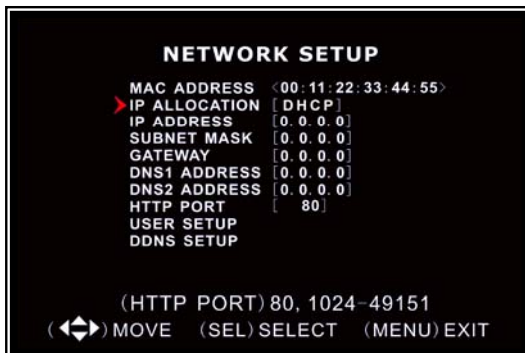 NETWORK SETUP
MAC ADDRESS <00:11:22:33:44:55>
IP ALLOCATION [DHCP]
IP ADDRESS [0.0.0.0]
SUBNET MASK [0.0.0.0]
GATEWAY [0.0.0.0]
DNS1 ADDRESS [0.0.0.0]
DNS2 ADDRESS [0.0.0.0]
HTTP PORT [ 80]
USER SETUP
DDNS SETUP
(HTTP PORT) 80, 1024-49151
( ) MOVE (SEL) SELECT (MENU) EXIT